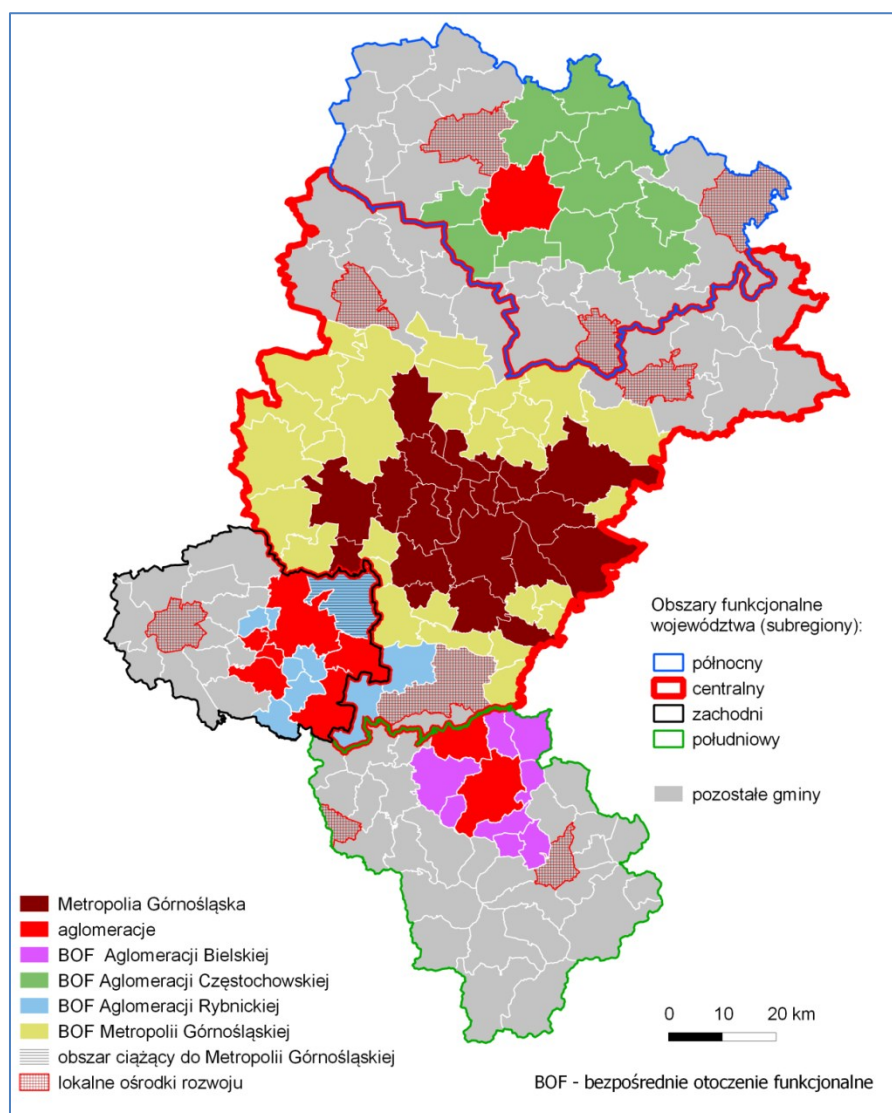 Obszary funkcjonalne
województwa (subregiony):
północny
centralny
zachodni
południowy
pozostałe gminy
Metropolia Górnośląska
aglomeracje
BOF Aglomeracji Bielskiej
BOF Aglomeracji Częstochowskiej
BOF Aglomeracji Rybnickiej
BOF Metropolii Górnośląskiej
obszar ciążący do Metropolii Górnośląskiej
lokalne ośrodki rozwoju
0 10 20 km
BOF - bezpośrednie otoczenie funkcjonalne